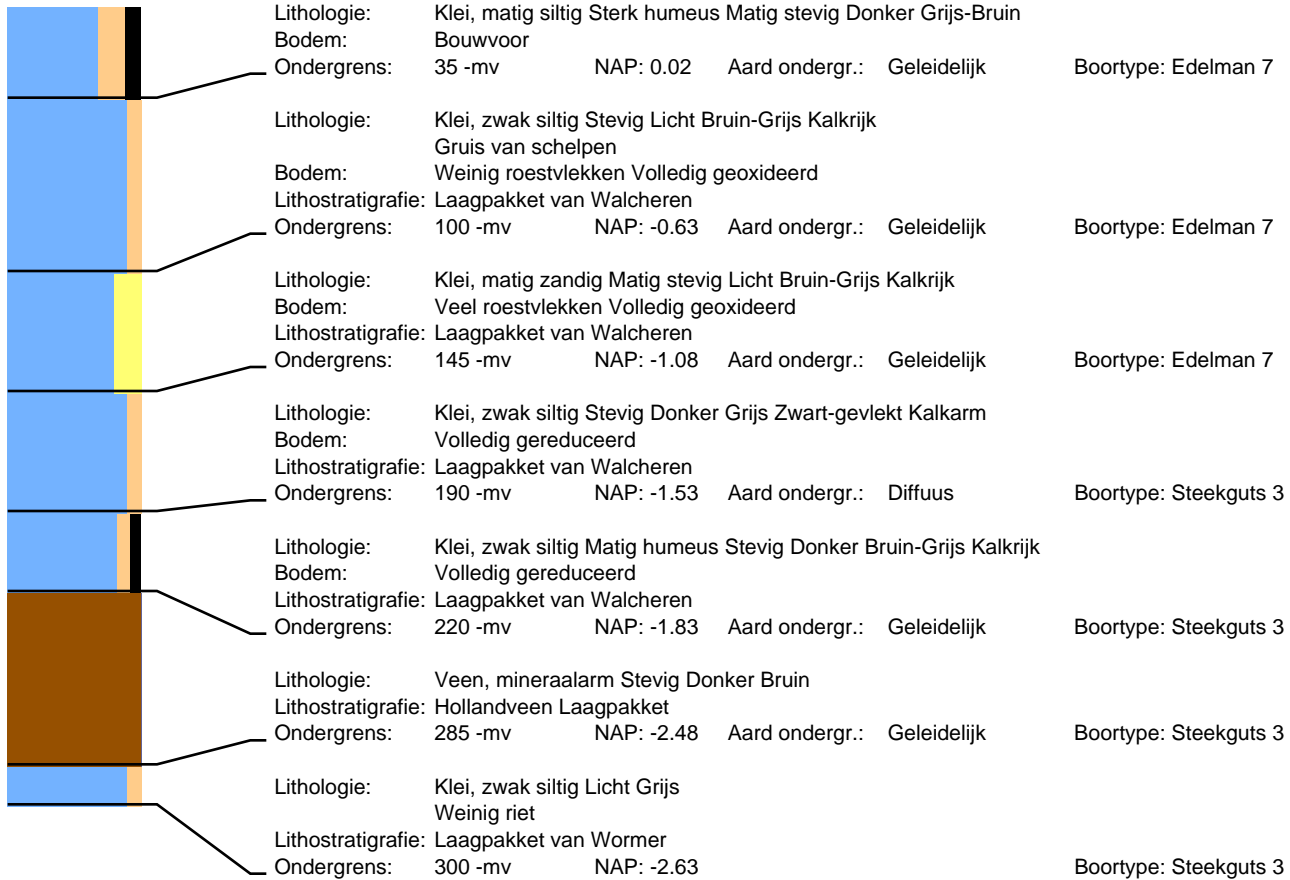 Lithologie: Klei, matig siltig Sterk humeus Matig stevig Donker Grijs-Bruin
Bodem: Bouwvoor
Ondergrens: 35 -mv NAP: 0.02 Aard ondergr.: Geleidelijk Boortype: Edelman 7
Lithologie: Klei, zwak siltig Stevig Licht Bruin-Grijs Kalkrijk
Gruis van schelpen
Bodem: Weinig roestvlekken Volledig geoxideerd
Lithostratigrafie: Laagpakket van Walcheren
Ondergrens: 100 -mv NAP: -0.63 Aard ondergr.: Geleidelijk Boortype: Edelman 7
Lithologie: Klei, matig zandig Matig stevig Licht Bruin-Grijs Kalkrijk
Bodem: Veel roestvlekken Volledig geoxideerd
Lithostratigrafie: Laagpakket van Walcheren
Ondergrens: 145 -mv NAP: -1.08 Aard ondergr.: Geleidelijk Boortype: Edelman 7
Lithologie: Klei, zwak siltig Stevig Donker Grijs Zwart-gevlekt Kalkarm
Bodem: Volledig gereduceerd
Lithostratigrafie: Laagpakket van Walcheren
Ondergrens: 190 -mv NAP: -1.53 Aard ondergr.: Diffuus Boortype: Steekguts 3
Lithologie: Klei, zwak siltig Matig humeus Stevig Donker Bruin-Grijs Kalkrijk
Bodem: Volledig gereduceerd
Lithostratigrafie: Laagpakket van Walcheren
Ondergrens: 220 -mv NAP: -1.83 Aard ondergr.: Geleidelijk Boortype: Steekguts 3
Lithologie: Veen, mineraalarm Stevig Donker Bruin
Lithostratigrafie: Hollandveen Laagpakket
Ondergrens: 285 -mv NAP: -2.48 Aard ondergr.: Geleidelijk Boortype: Steekguts 3
Lithologie: Klei, zwak siltig Licht Grijs
Weinig riet
Lithostratigrafie: Laagpakket van Wormer
Ondergrens: 300 -mv NAP: -2.63 Boortype: Steekguts 3